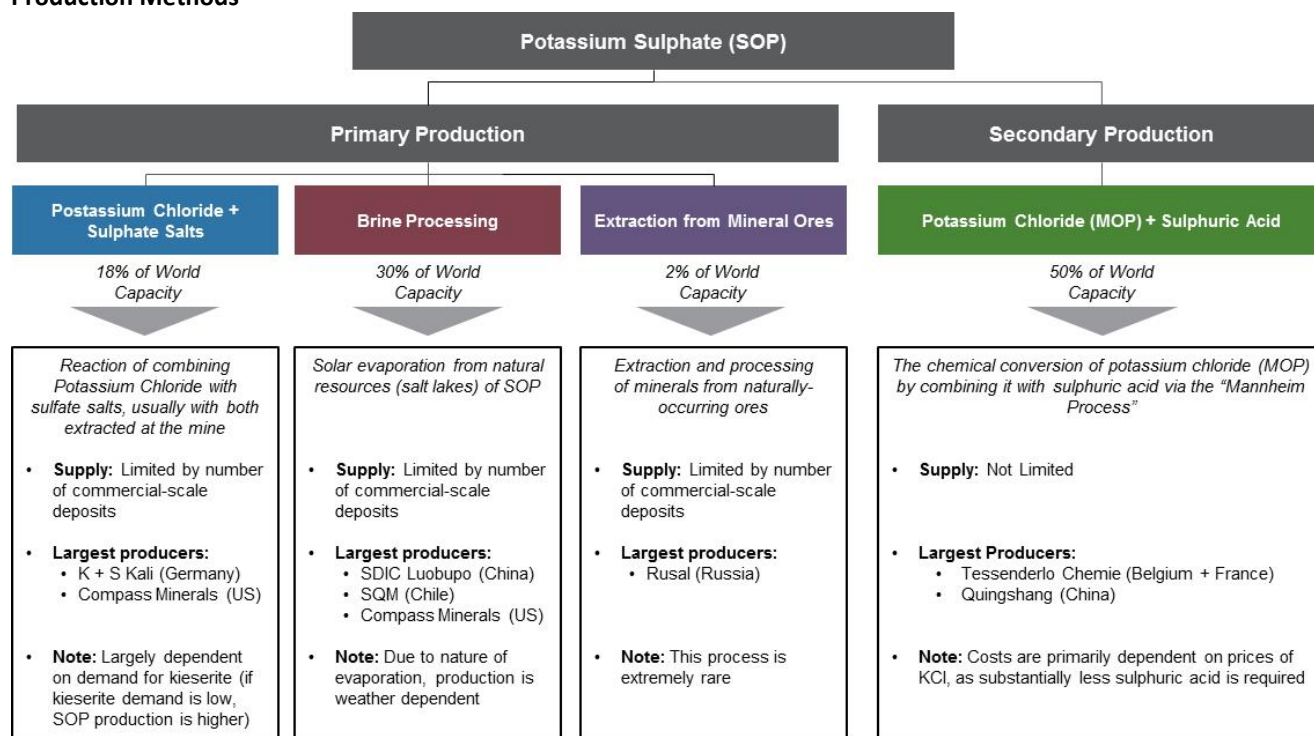 Production Methods
Potassium Sulphate (SOP)
Primary Production
Secondary Production
Postassium Chloride +
Sulphate Salts
Brine Processing
Extraction from Mineral Ores
Potassium Chloride (MOP) + Sulphuric Acid
18% of World
Capacity
30% of World
Capacity
2% of World
Capacity
50% of World
Capacity
Reaction of combining
Potassium Chloride with
sulfate salts, usually with both
extracted at the mine
• Supply: Limited by number
of commercial-scale
deposits
• Largest producers:
• K + S Kali (Germany)
• Compass Minerals (US)
• Note: Largely dependent
on demand for kieserite (if
kieserite demand is low,
SOP production is higher)
Solar evaporation from natural
resources (salt lakes) of SOP
• Supply: Limited by number
of commercial-scale
deposits
• Largest producers:
• SDIC Luobupo (China)
• SQM (Chile)
• Compass Minerals (US)
• Note: Due to nature of
evaporation, production is
weather dependent
Extraction and processing
of minerals from naturally-
occurring ores
• Supply: Limited by number
of commercial-scale
deposits
• Largest producers:
• Rusal (Russia)
• Note: This process is
extremely rare
The chemical conversion of potassium chloride (MOP)
by combining it with sulphuric acid via the “Mannheim
Process”
• Supply: Not Limited
• Largest Producers:
• Tessenderlo Chemie (Belgium + France)
• Quingshang (China)
• Note: Costs are primarily dependent on prices of
KCl, as substantially less sulphuric acid is required